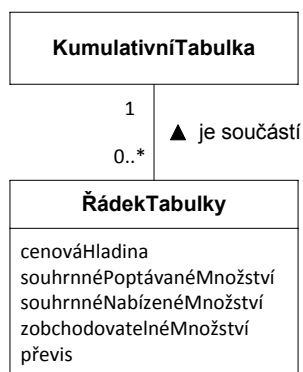 KumulativníTabulka
1
▲ je součástí
0..*
ŘádekTabulky
cenováHladina
souhrnnéPoptávanéMnožství
souhrnnéNabízenéMnožství
zobchodovatelnéMnožství
převis